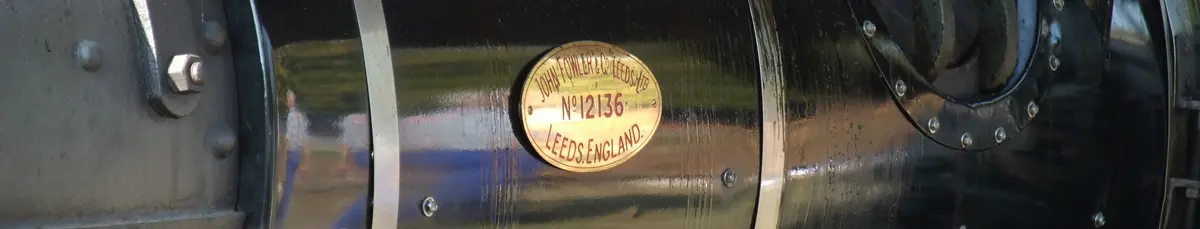 JOHN FOWLER & Co LEEDS LTD
No 12136
LEEDS, ENGLAND.